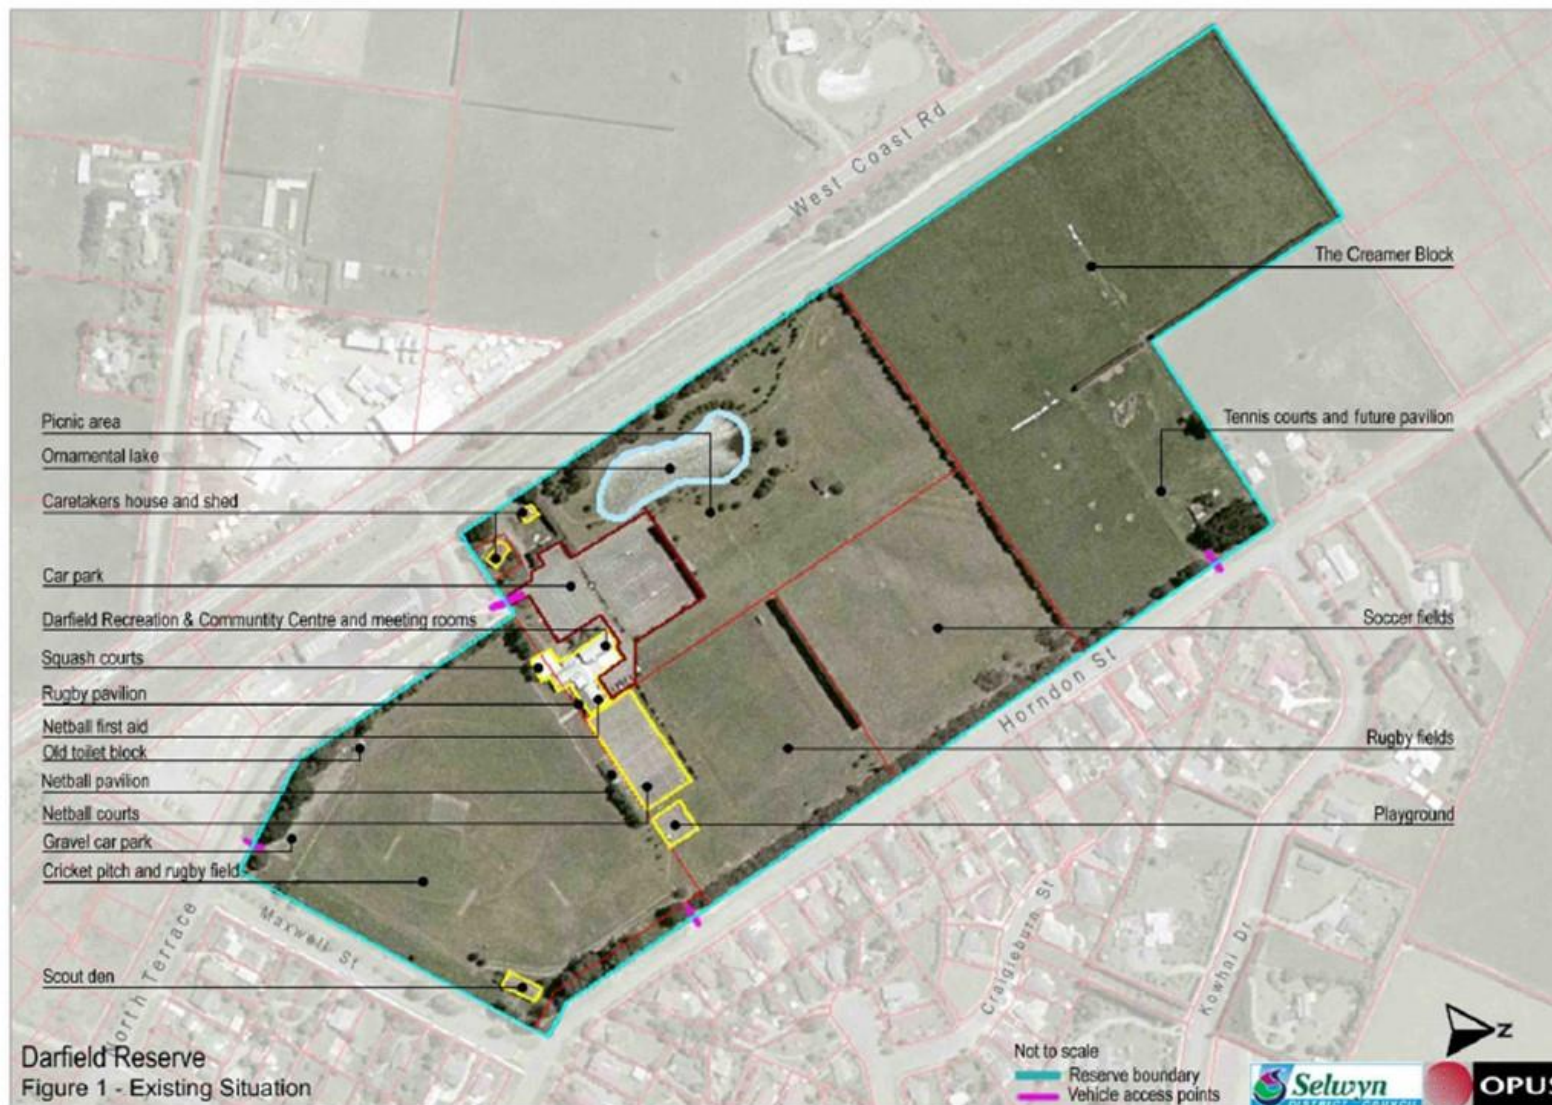 West Coast Rd
The Creamer Block
Picnic area
Tennis courts and future pavilion
Ornamental lake
Caretakers house and shed
Car park
Darfield Recreation & Communtity Centre and meeting rooms
Soccer fields
Squash courts
Horndon St
Rugby pavilion
Netball first aid
Rugby fields
Old toilet block
Netball pavilion
Netball courts
Playground
Gravel car park
Cricket pitch and rugby field
Maxwell St
North Terrace
Craigieburn St
Kowhai Dr
Scout den
Z
Darfield Reserve
Figure 1 - Existing Situation
Not to scale
Reserve boundary
Vehicle access points
Selwyn
DISTRICT COUNCIL
OPUS